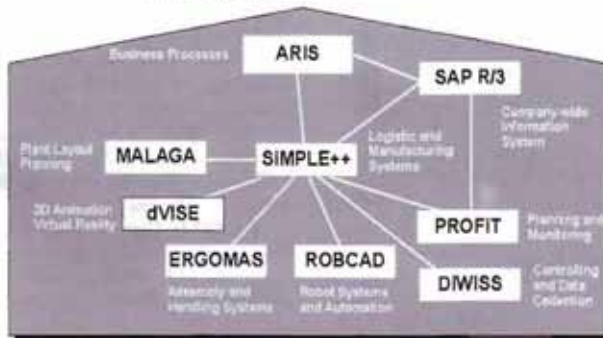 Business Processes
ARIS
SAP R/3
Company-wide
Information
System
Plant Layout
Planning
MALAGA
SIMPLE++
Logistic and
Manufacturing
Systems
3D Animation
Virtual Reality
dVISE
PROFIT
Planning and
Monitoring
ERGOMAS
ROBCAD
DIWISS
Controlling
and Data
Collection
Assembly and
Handling Systems
Robot Systems
and Automation